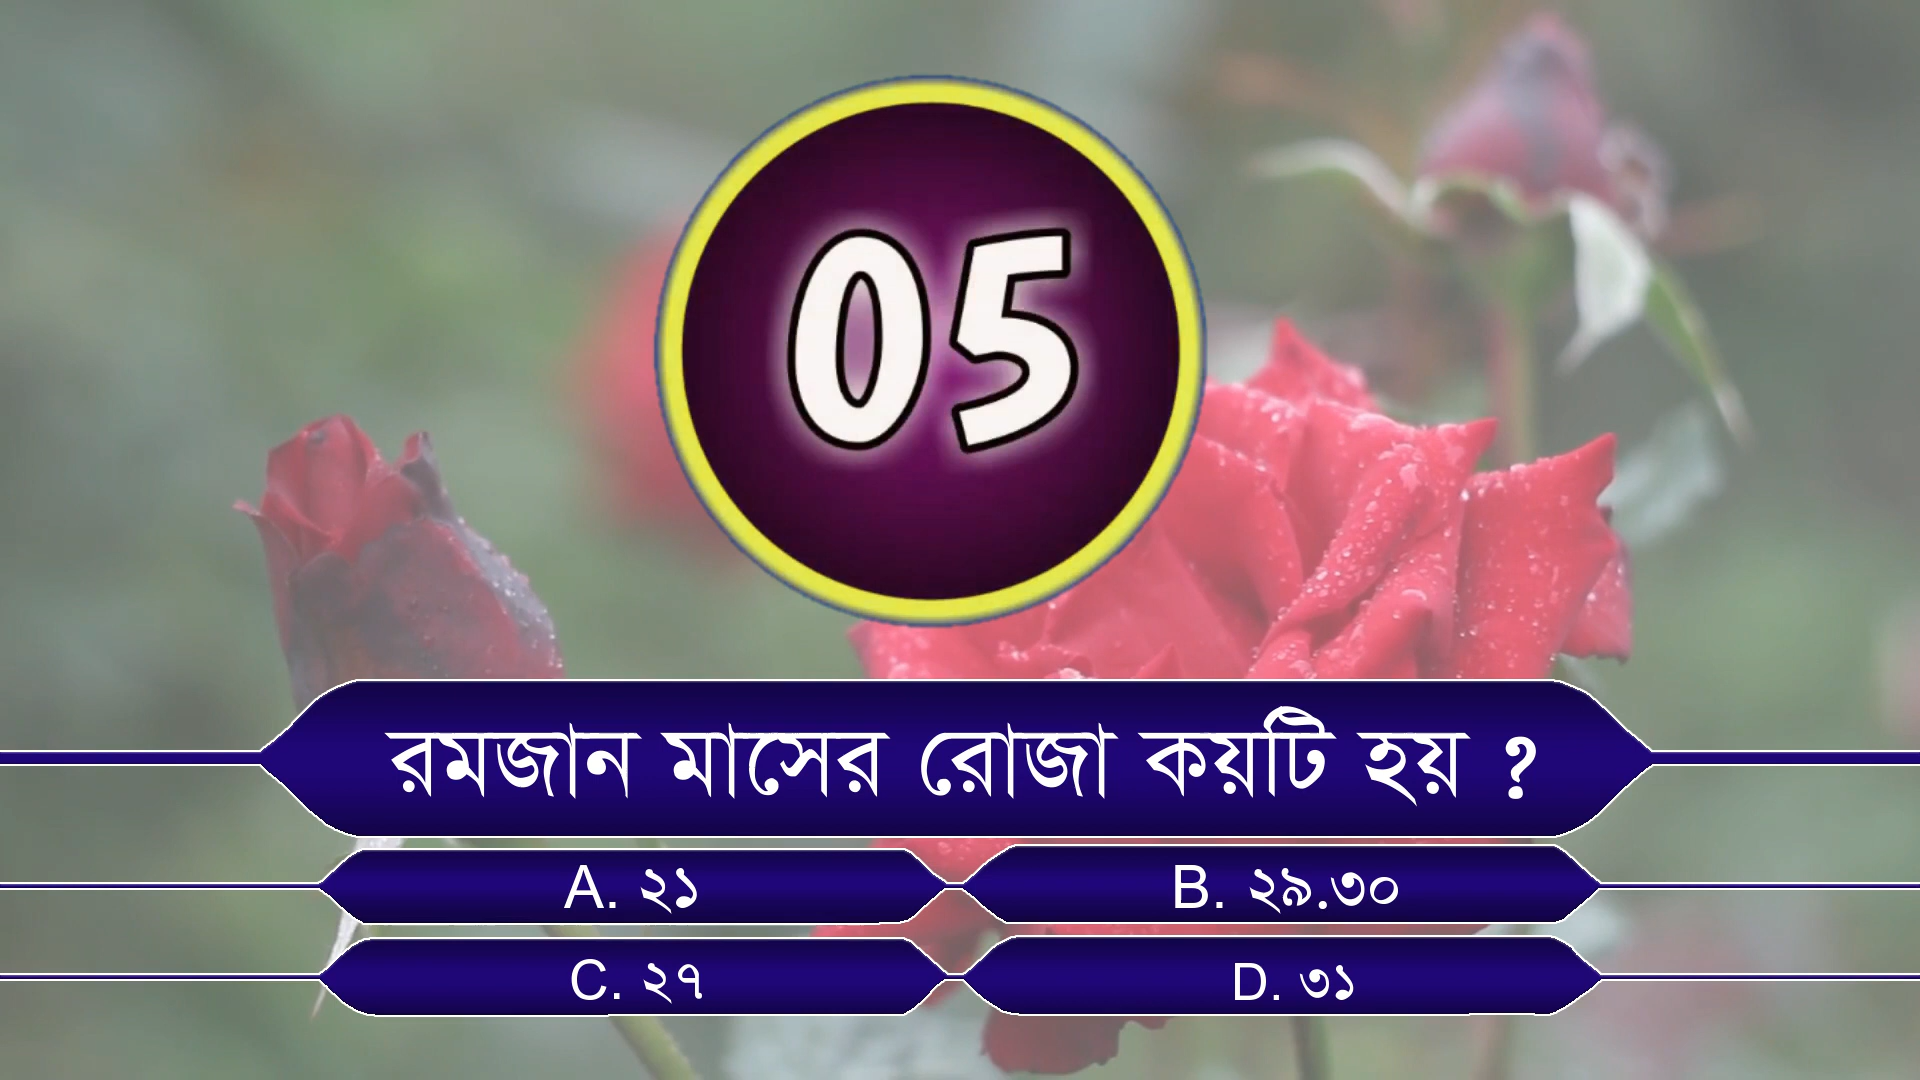 05
রমজান মাসের রোজা কয়টি হয় ?
A. ২১
B. ২৯.৩০
C. ২৭
D. ৩১